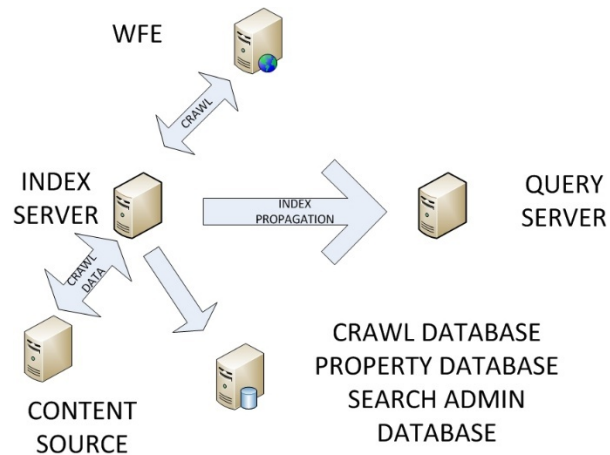 WFE
CRAWL
INDEX
SERVER
INDEX
PROPAGATION
QUERY
SERVER
CRAWL
DATA
CONTENT
SOURCE
CRAWL DATABASE
PROPERTY DATABASE
SEARCH ADMIN
DATABASE